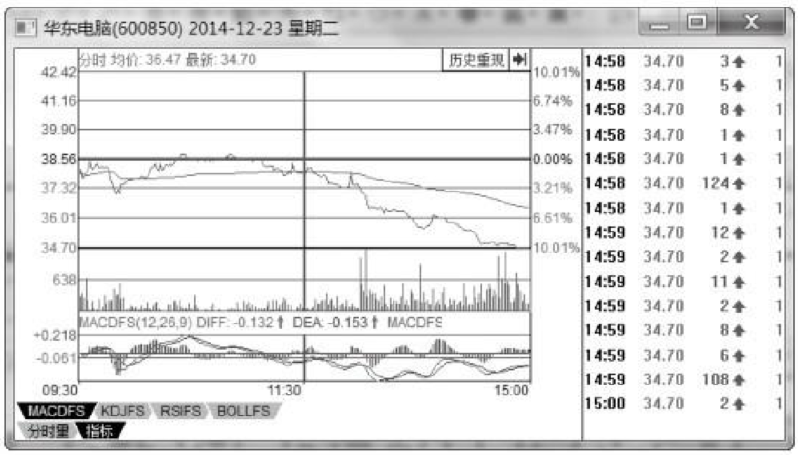 华东电脑(600850) 2014-12-23 星期二
分时 均价: 36.47 最新: 34.70
历史重现
42.42
41.16
39.90
38.56
37.32
36.01
34.70
638
10.01%
6.74%
3.47%
0.00%
3.21%
6.61%
10.01%
MACDFS(12,26,9) DIFF: -0.132↑ DEA: -0.153↑ MACDFS
+0.218
-0.061
09:30 11:30 15:00
MACDFS KDJFS RSIFS BOLLFS
分时量 指标
14:58 34.70 3↑ 1
14:58 34.70 5↑ 1
14:58 34.70 8↑ 1
14:58 34.70 1↑ 1
14:58 34.70 1↑ 1
14:58 34.70 124↑ 1
14:58 34.70 1↑ 1
14:59 34.70 12↑ 1
14:59 34.70 2↑ 1
14:59 34.70 11↑ 1
14:59 34.70 2↑ 1
14:59 34.70 8↑ 1
14:59 34.70 6↑ 1
14:59 34.70 108↑ 1
15:00 34.70 2↑ 1